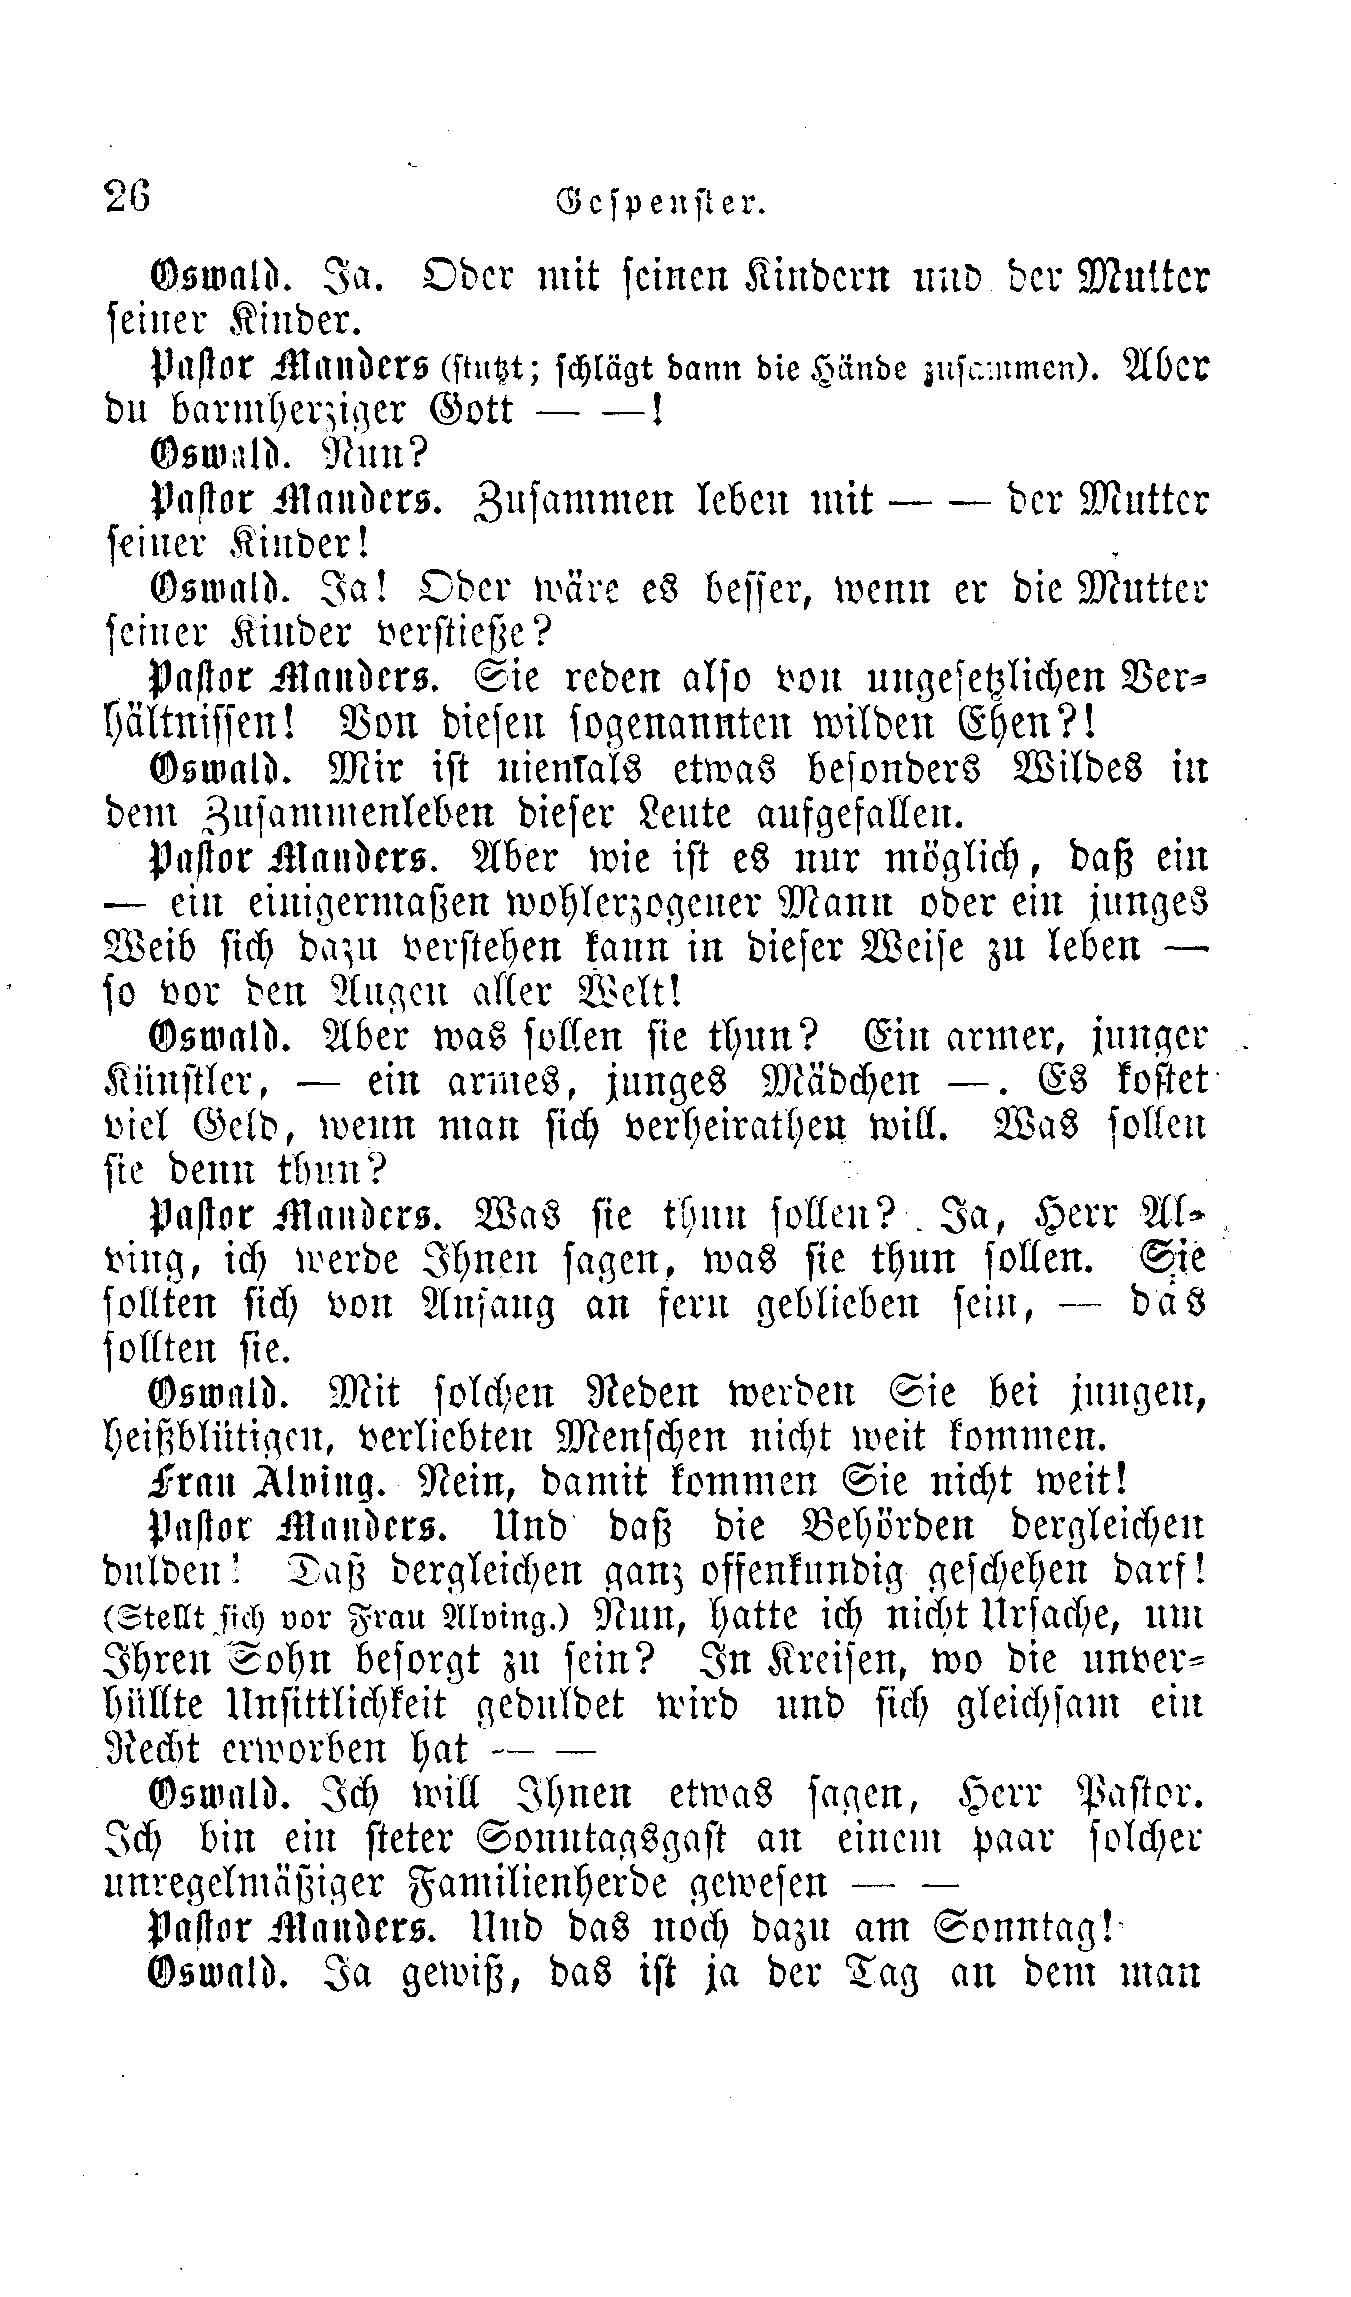 26
Gespenster.
Oswald. Ja. Oder mit seinen Kindern und der Mutter
seiner Kinder.
Pastor Manders (stutzt; schlägt dann die Hände zusammen). Aber
du barmherziger Gott — —!
Oswald. Nun?
Pastor Manders. Zusammen leben mit — — der Mutter
seiner Kinder!
Oswald. Ja! Oder wäre es besser, wenn er die Mutter
seiner Kinder verstieße?
Pastor Manders. Sie reden also von ungesetzlichen Ver-
hältnissen! Von diesen sogenannten wilden Ehen?!
Oswald. Mir ist niemals etwas besonders Wildes in
dem Zusammenleben dieser Leute aufgefallen.
Pastor Manders. Aber wie ist es nur möglich, daß ein
— ein einigermaßen wohlerzogener Mann oder ein junges
Weib sich dazu verstehen kann in dieser Weise zu leben —
so vor den Augen aller Welt!
Oswald. Aber was sollen sie thun? Ein armer, junger
Künstler, — ein armes, junges Mädchen —. Es kostet
viel Geld, wenn man sich verheirathen will. Was sollen
sie denn thun?
Pastor Manders. Was sie thun sollen? Ja, Herr Al-
ving, ich werde Ihnen sagen, was sie thun sollen. Sie
sollten sich von Anfang an fern geblieben sein, — das
sollten sie.
Oswald. Mit solchen Reden werden Sie bei jungen,
heißblütigen, verliebten Menschen nicht weit kommen.
Frau Alving. Nein, damit kommen Sie nicht weit!
Pastor Manders. Und daß die Behörden dergleichen
dulden! Daß dergleichen ganz offenkundig geschehen darf!
(Stellt sich vor Frau Alving.) Nun, hatte ich nicht Ursache, um
Ihren Sohn besorgt zu sein? In Kreisen, wo die unver-
hüllte Unsittlichkeit geduldet wird und sich gleichsam ein
Recht erworben hat — —
Oswald. Ich will Ihnen etwas sagen, Herr Pastor.
Ich bin ein steter Sonntagsgast an einem paar solcher
unregelmäßiger Familienherde gewesen — —
Pastor Manders. Und das noch dazu am Sonntag!
Oswald. Ja gewiß, das ist ja der Tag an dem man